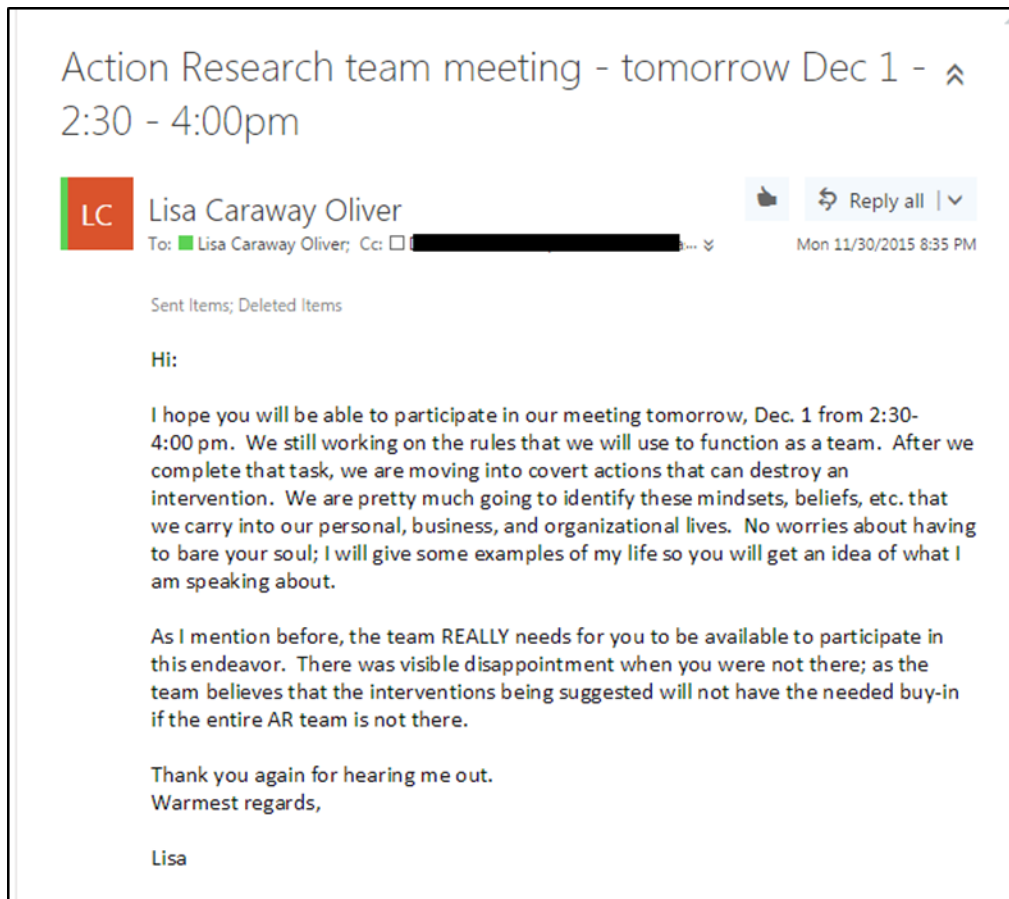 Action Research team meeting - tomorrow Dec 1 -
2:30 - 4:00pm
LC
Lisa Caraway Oliver
Reply all
To: Lisa Caraway Oliver; Cc:
Mon 11/30/2015 8:35 PM
Sent Items; Deleted Items
Hi:
I hope you will be able to participate in our meeting tomorrow, Dec. 1 from 2:30-
4:00 pm. We still working on the rules that we will use to function as a team. After we
complete that task, we are moving into covert actions that can destroy an
intervention. We are pretty much going to identify these mindsets, beliefs, etc. that
we carry into our personal, business, and organizational lives. No worries about having
to bare your soul; I will give some examples of my life so you will get an idea of what I
am speaking about.
As I mention before, the team REALLY needs for you to be available to participate in
this endeavor. There was visible disappointment when you were not there; as the
team believes that the interventions being suggested will not have the needed buy-in
if the entire AR team is not there.
Thank you again for hearing me out.
Warmest regards,
Lisa